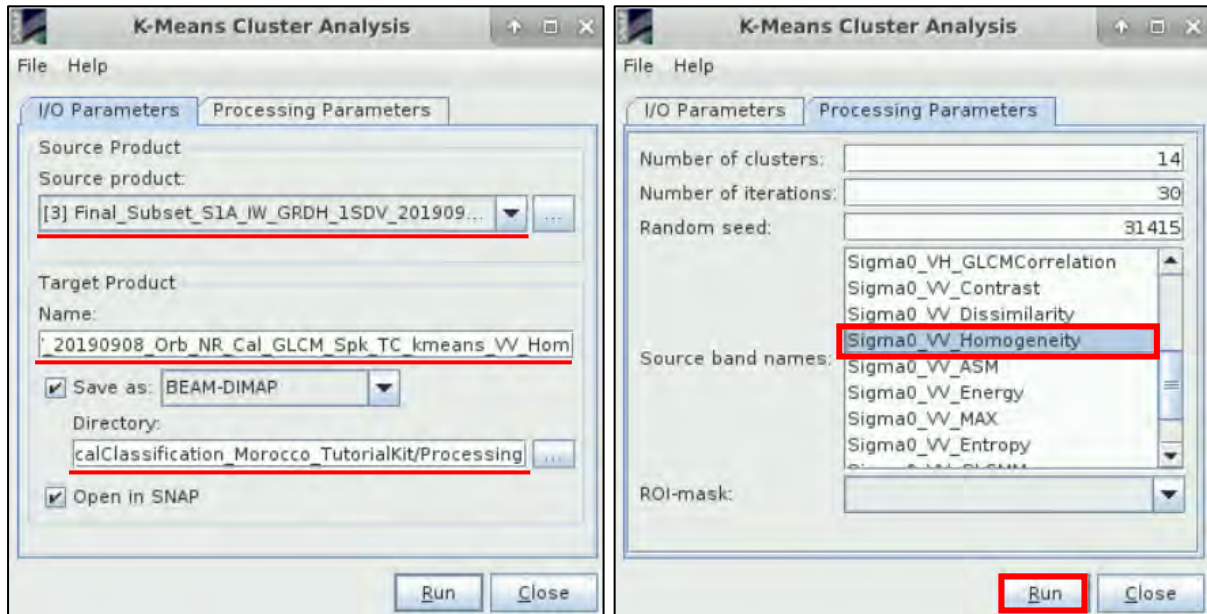 K-Means Cluster Analysis
File Help
I/O Parameters Processing Parameters
Source Product
Source product:
[3] Final_Subset_S1A_IW_GRDH_1SDV_201909...
...
Target Product
Name:
_20190908_Orb_NR_Cal_GLCM_Spk_TC_kmeans_VV_Hom
Save as: BEAM-DIMAP
Directory:
calClassification_Morocco_TutorialKit/Processing
...
Open in SNAP
Run Close
K-Means Cluster Analysis
File Help
I/O Parameters Processing Parameters
Number of clusters: 14
Number of iterations: 30
Random seed: 31415
Source band names:
Sigma0_VH_GLCMCorrelation
Sigma0_VV_Contrast
Sigma0_VV_Dissimilarity
Sigma0_VV_Homogeneity
Sigma0_VV_ASM
Sigma0_VV_Energy
Sigma0_VV_MAX
Sigma0_VV_Entropy
ROI-mask:
Run Close